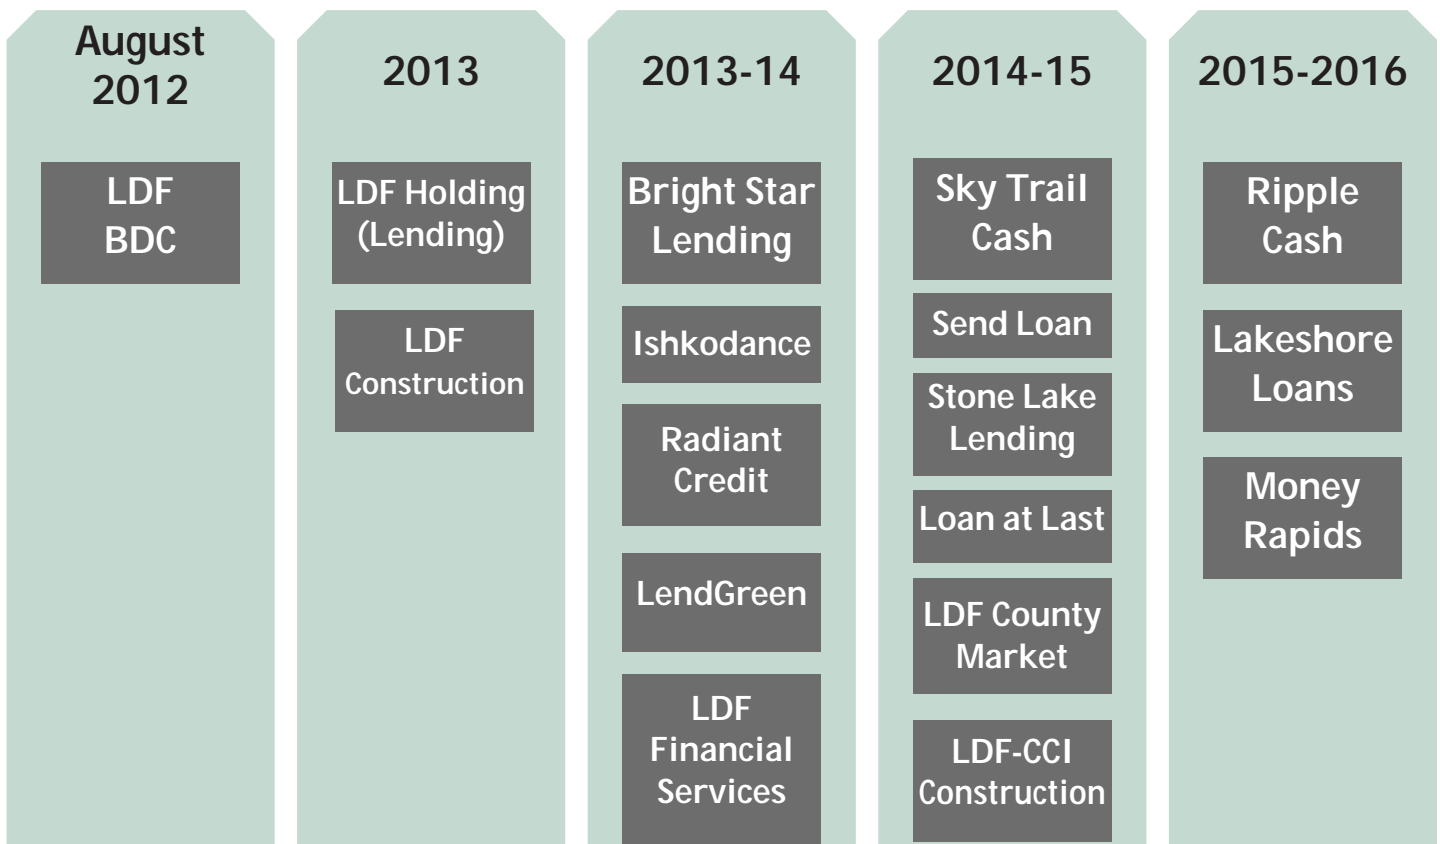 August
2012
LDF
BDC
2013
LDF Holding
(Lending)
LDF
Construction
2013-14
Bright Star
Lending
Ishkodance
Radiant
Credit
LendGreen
LDF
Financial
Services
2014-15
Sky Trail
Cash
Send Loan
Stone Lake
Lending
Loan at Last
LDF County
Market
LDF-CCI
Construction
2015-2016
Ripple
Cash
Lakeshore
Loans
Money
Rapids